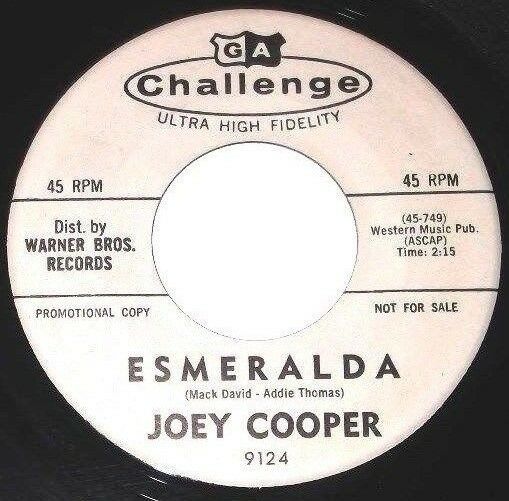 GA
Challenge
ULTRA HIGH FIDELITY
45 RPM
45 RPM
Dist. by
WARNER BROS.
RECORDS
(45-749)
Western Music Pub.
(ASCAP)
Time: 2:15
PROMOTIONAL COPY
NOT FOR SALE
ESMERALDA
(Mack David - Addie Thomas)
JOEY COOPER
9124